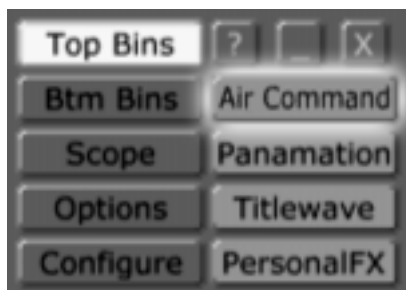 Top Bins ? _ X
Btm Bins Air Command
Scope Panamation
Options Titlewave
Configure PersonalFX